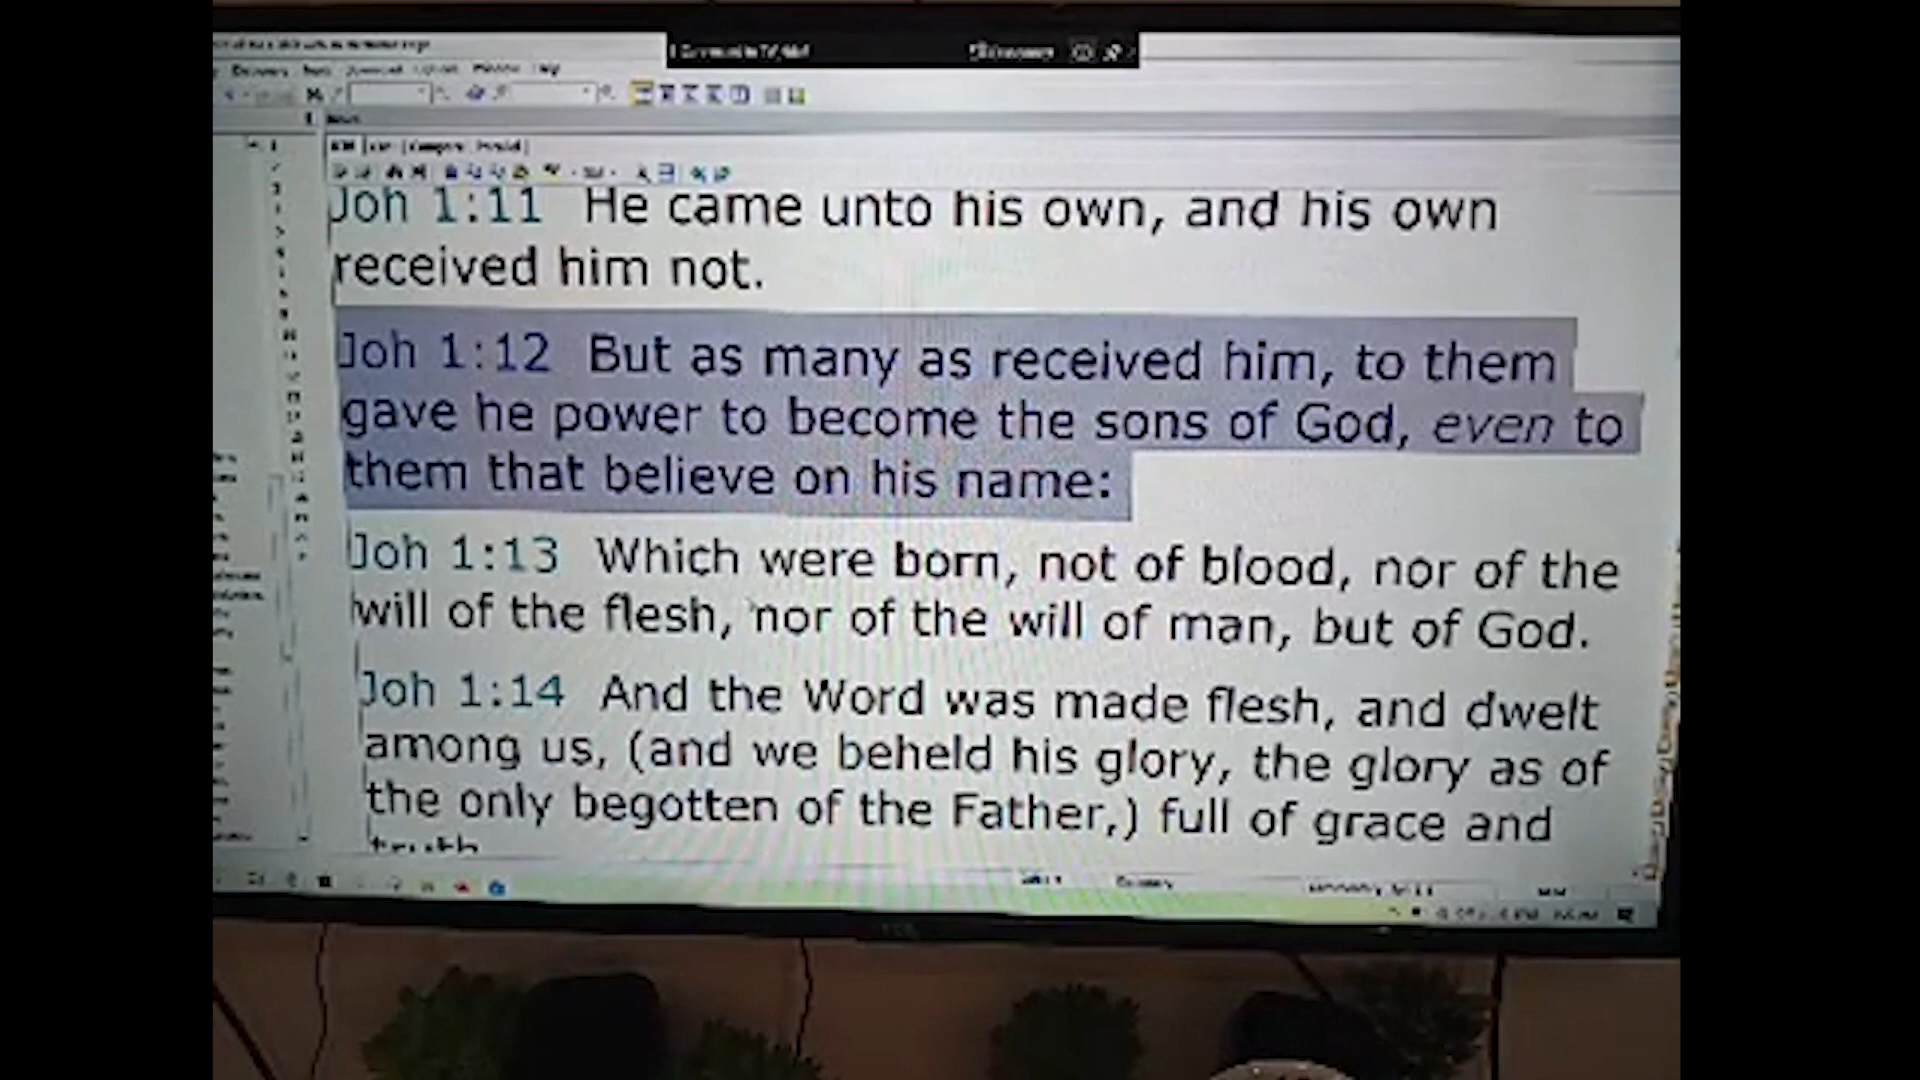 Joh 1:11 He came unto his own, and his own
received him not.
Joh 1:12 But as many as received him, to them
gave he power to become the sons of God, even to
them that believe on his name:
Joh 1:13 Which were born, not of blood, nor of the
will of the flesh, nor of the will of man, but of God.
Joh 1:14 And the Word was made flesh, and dwelt
among us, (and we beheld his glory, the glory as of
the only begotten of the Father,) full of grace and